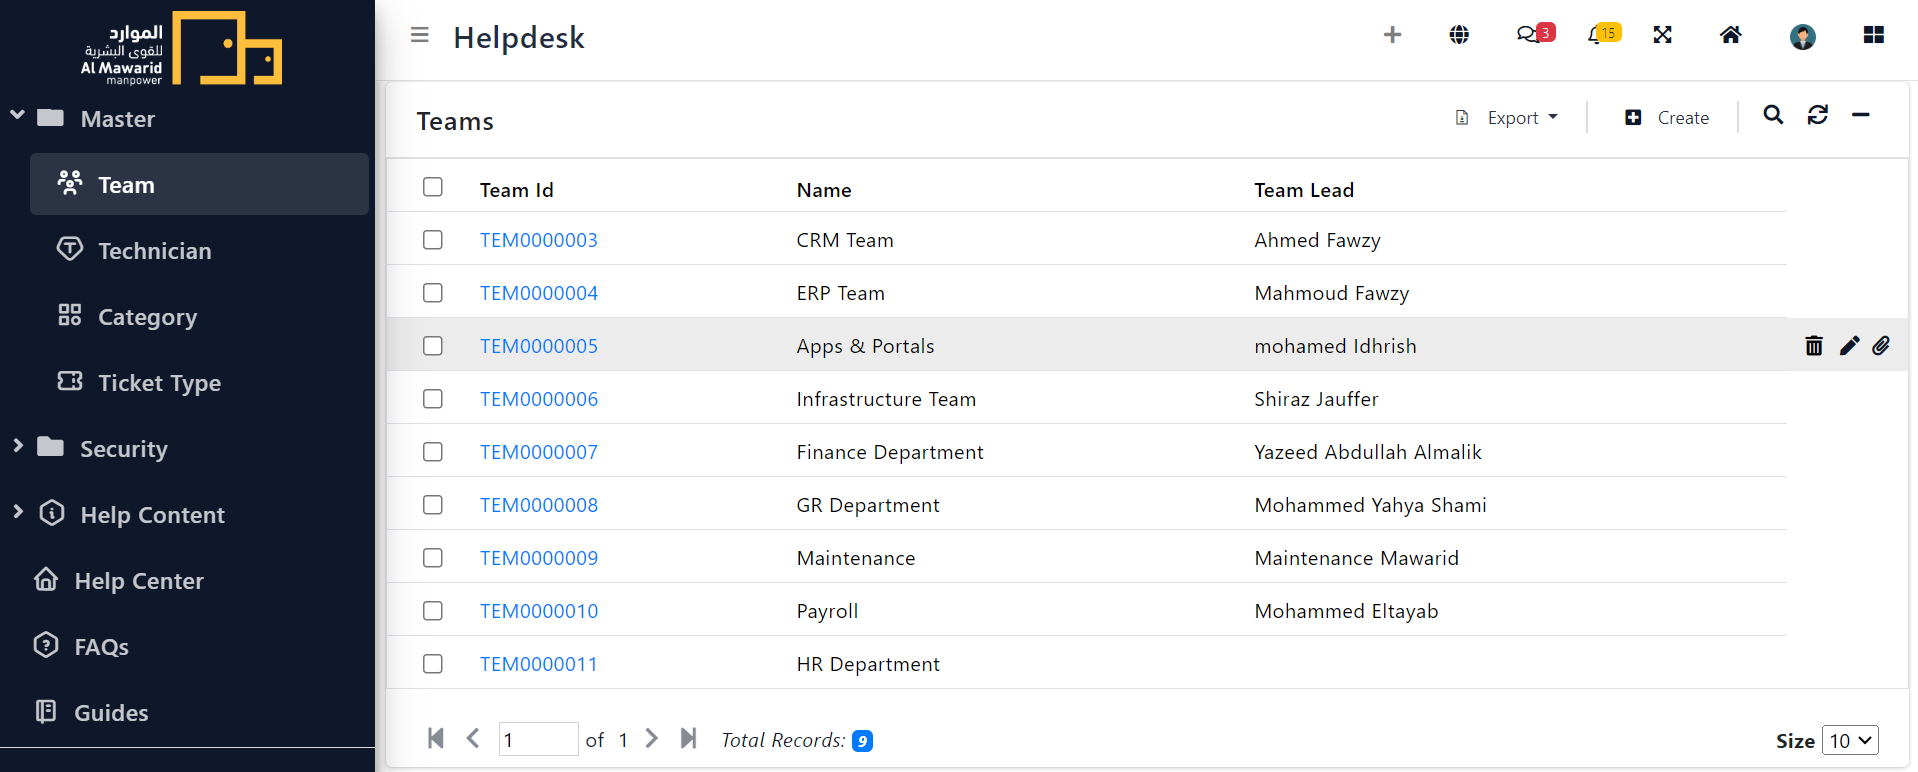 الموارد
للقوى البشرية
Al Mawarid
manpower
Master
Team
Technician
Category
Ticket Type
Security
Help Content
Help Center
FAQs
Guides
Helpdesk
3
15
Teams
Export
Create
Team Id Name Team Lead
TEM0000003 CRM Team Ahmed Fawzy
TEM0000004 ERP Team Mahmoud Fawzy
TEM0000005 Apps & Portals mohamed Idhrish
TEM0000006 Infrastructure Team Shiraz Jauffer
TEM0000007 Finance Department Yazeed Abdullah Almalik
TEM0000008 GR Department Mohammed Yahya Shami
TEM0000009 Maintenance Maintenance Mawarid
TEM0000010 Payroll Mohammed Eltayab
TEM0000011 HR Department
1 of 1 Total Records: 9
Size 10